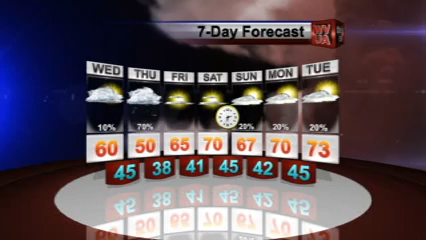 7-Day Forecast
WED THU FRI SAT SUN MON TUE
10% 70% 20% 20% 20%
60 50 65 70 67 70 73
45 38 41 45 42 45